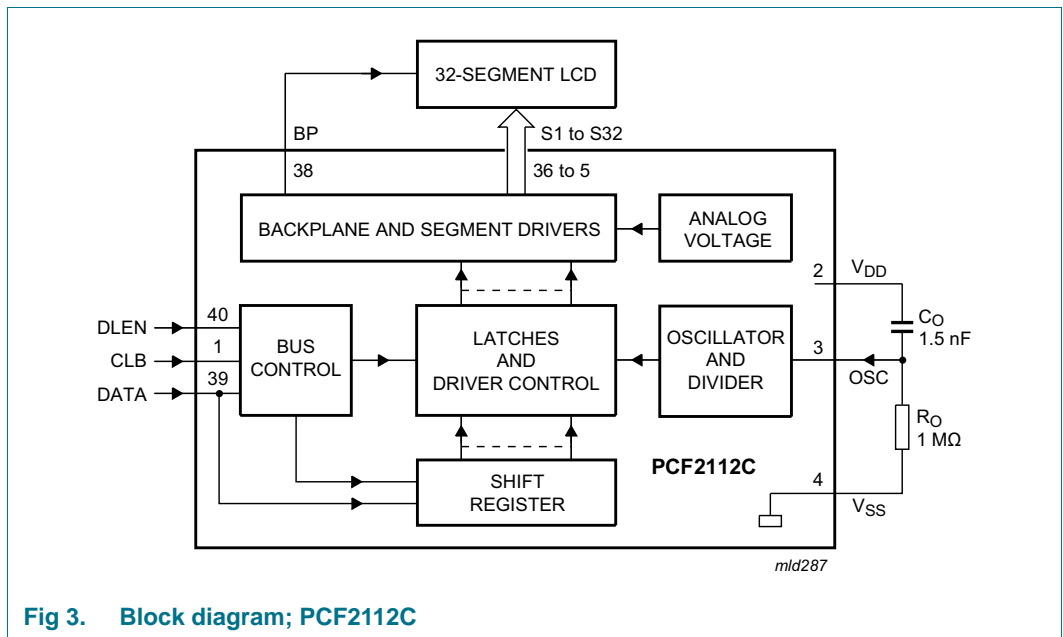 32-SEGMENT LCD
BP
S1 to S32
38
36 to 5
BACKPLANE AND SEGMENT DRIVERS
ANALOG
VOLTAGE
2
VDD
DLEN
40
CLB
1
DATA
39
BUS
CONTROL
LATCHES
AND
DRIVER CONTROL
OSCILLATOR
AND
DIVIDER
3
OSC
CO
1.5 nF
RO
1 MΩ
SHIFT
REGISTER
PCF2112C
4
VSS
mld287
Fig 3. Block diagram; PCF2112C